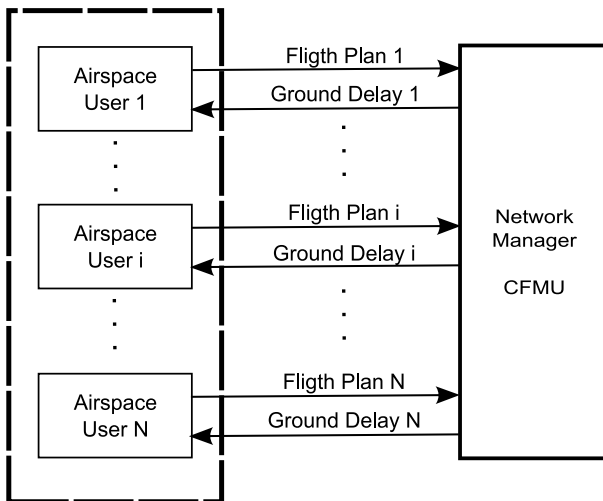 Airspace
User 1
Fligth Plan 1
Ground Delay 1
Airspace
User i
Fligth Plan i
Ground Delay i
Airspace
User N
Fligth Plan N
Ground Delay N
Network
Manager
CFMU